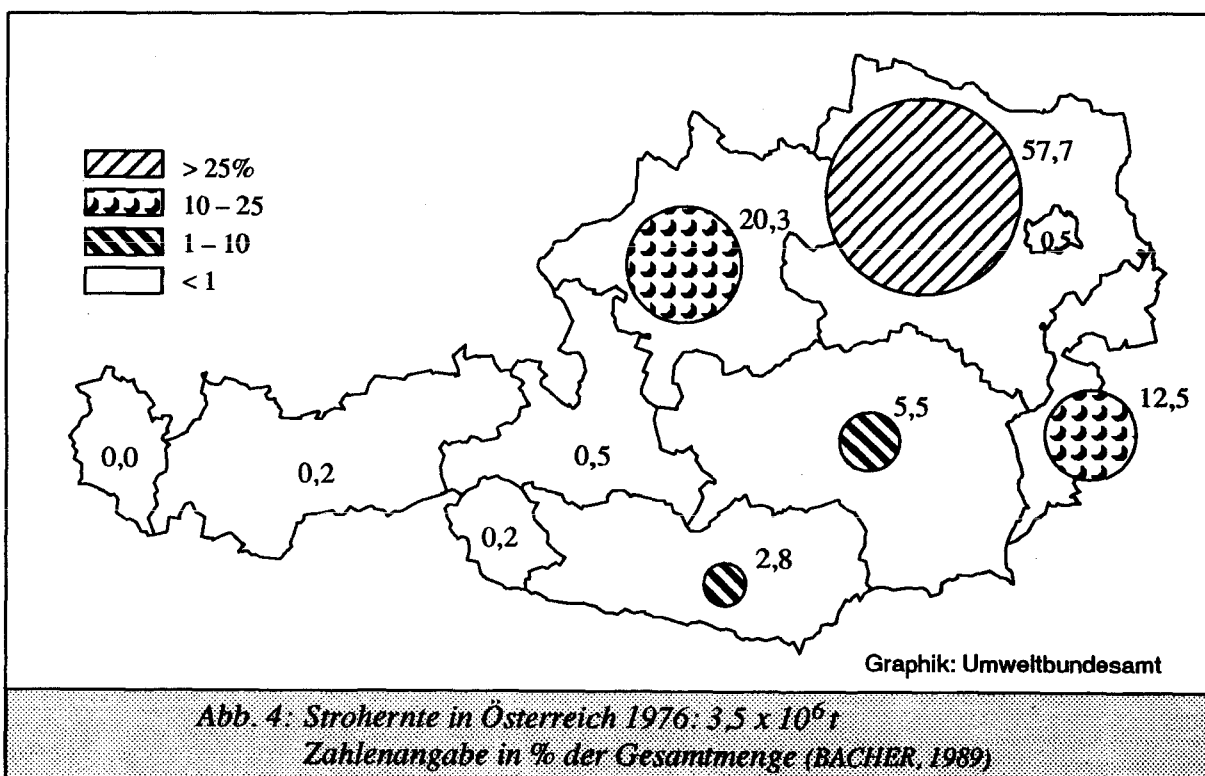 > 25%
10 – 25
1 – 10
< 1
57,7
20,3
0,5
12,5
5,5
0,0
0,2
0,5
0,2
2,8
Graphik: Umweltbundesamt
Abb. 4: Strohernte in Österreich 1976: 3,5 x 10⁶ t
Zahlenangabe in % der Gesamtmenge (BACHER, 1989)